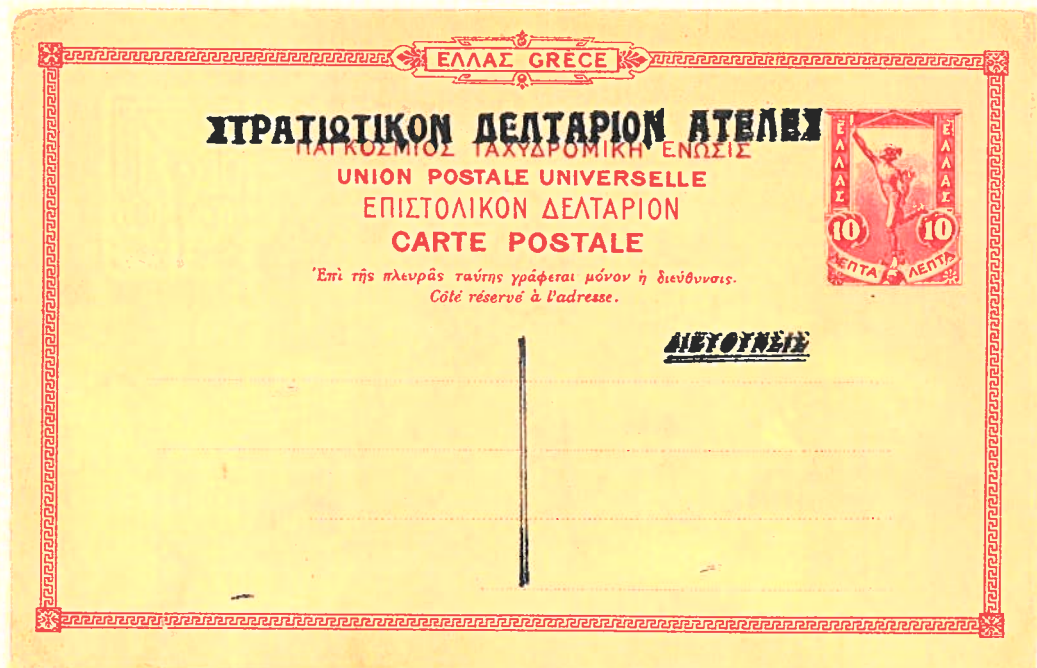 ΕΛΛΑΣ GRÈCE
ΣΤΡΑΤΙΩΤΙΚΟΝ ΔΕΛΤΑΡΙΟΝ ΑΤΕΛΕΣ
ΠΑΓΚΟΣΜΙΟΣ ΤΑΧΥΔΡΟΜΙΚΗ ΕΝΩΣΙΣ
UNION POSTALE UNIVERSELLE
ΕΠΙΣΤΟΛΙΚΟΝ ΔΕΛΤΑΡΙΟΝ
CARTE POSTALE
Ἐπὶ τῆς πλευρᾶς ταύτης γράφεται μόνον ἡ διεύθυνσις.
Côté réservé à l'adresse.
ΕΛΛΑΣ ΕΛΛΑΣ
10 10
ΛΕΠΤΑ ΛΕΠΤΑ
ΔΙΕΥΘΥΝΣΙΣ